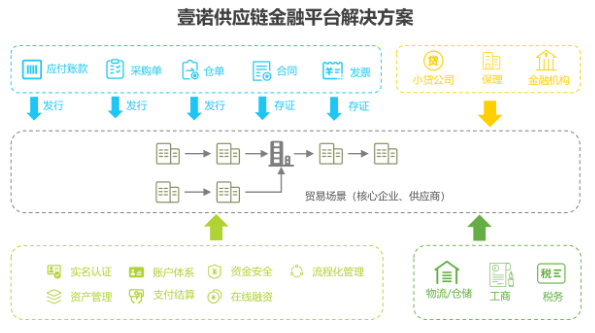 壹诺供应链金融平台解决方案
应付账款 采购单 仓单 合同 发票
发行 发行 发行 存证 存证
贷
小贷公司 保理 金融机构
贸易场景（核心企业、供应商）
实名认证 账户体系 资金安全 流程化管理
资产管理 支付结算 在线融资
税
物流/仓储 工商 税务